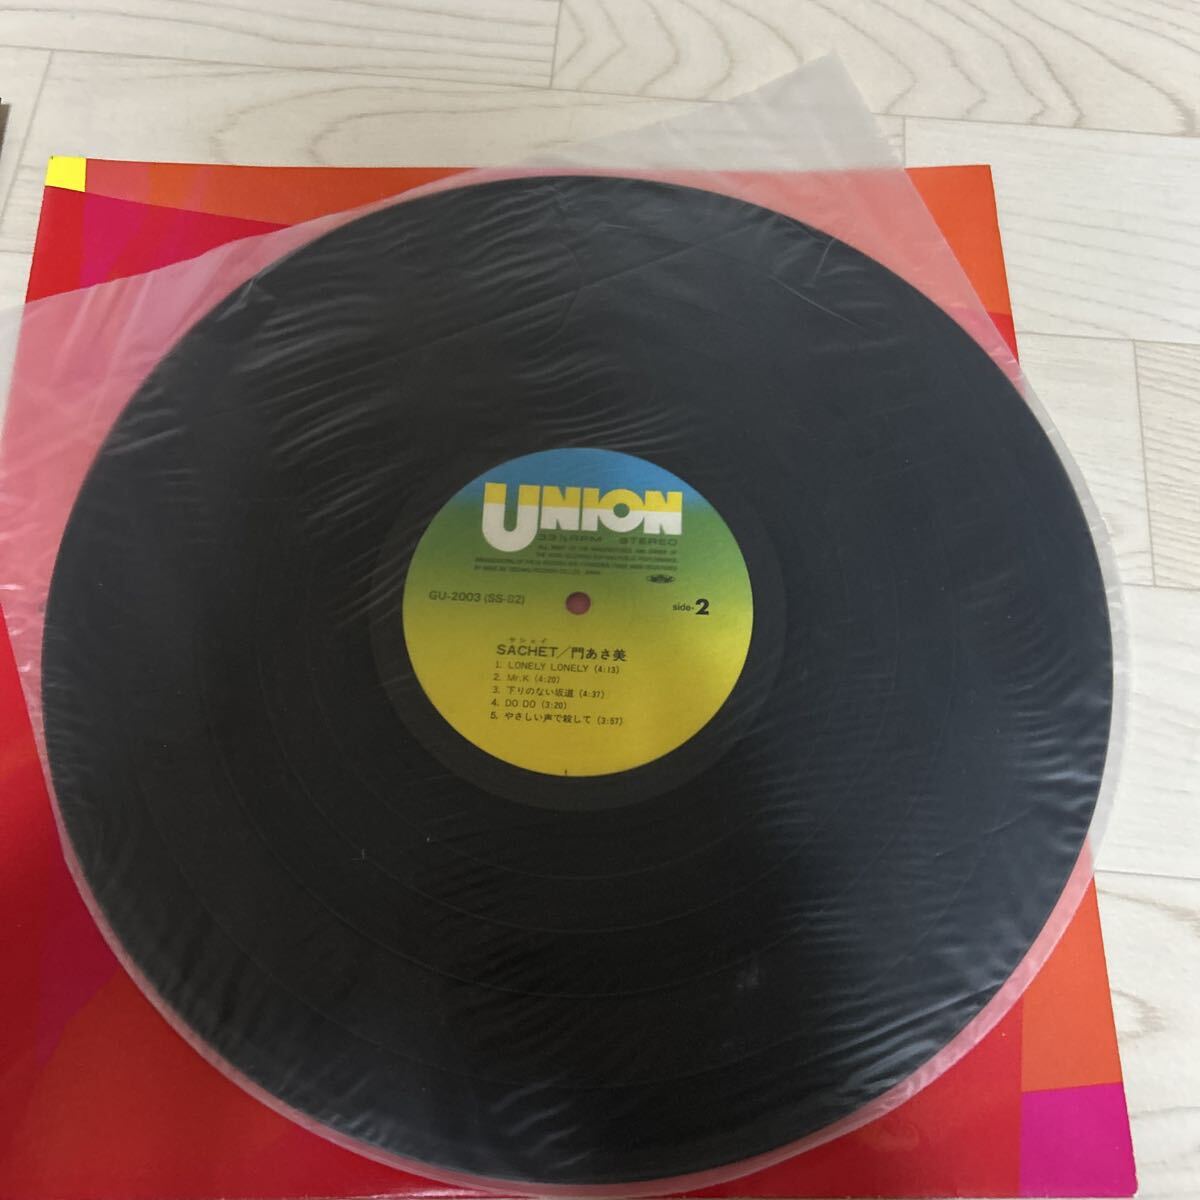 UNION
33⅓RPM STEREO
GU-2003 (SS-B2)
side-2
サシェイ
SACHET/門あさ美
1. LONELY LONELY (4:13)
2. Mr.K (4:20)
3. 下りのない坂道 (4:37)
4. DO DO (3:20)
5. やさしい声で殺して (3:57)